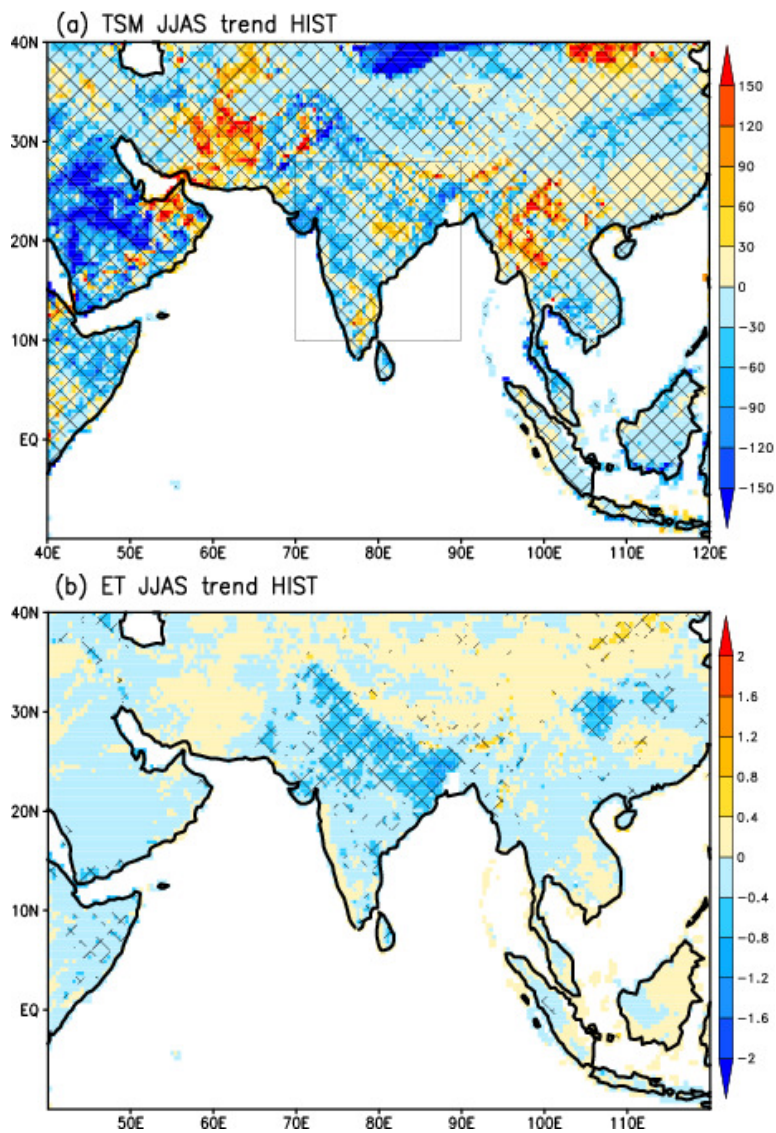 (a) TSM JJAS trend HIST
40N
30N
20N
10N
EQ
40E 50E 60E 70E 80E 90E 100E 110E 120E
150
120
90
60
30
0
-30
-60
-90
-120
-150
(b) ET JJAS trend HIST
40N
30N
20N
10N
EQ
50E 60E 70E 80E 90E 100E 110E
2
1.6
1.2
0.8
0.4
0
-0.4
-0.8
-1.2
-1.6
-2